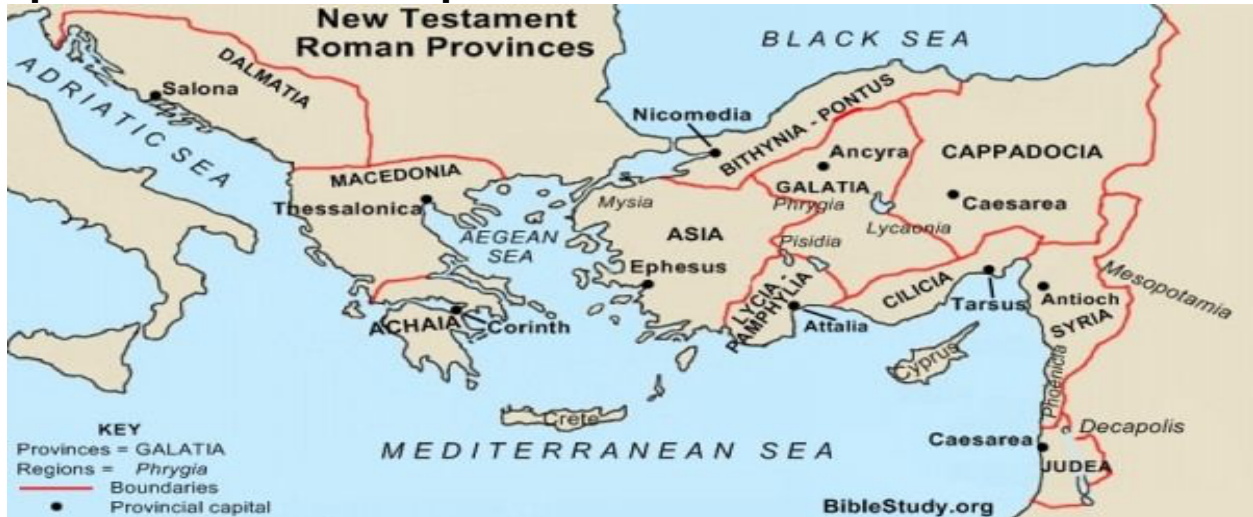 New Testament
Roman Provinces
BLACK SEA
ADRIATIC SEA
DALMATIA
Salona
Nicomedia
BITHYNIA - PONTUS
Ancyra
CAPPADOCIA
MACEDONIA
GALATIA
Thessalonica
Mysia
Phrygia
Caesarea
Lycaonia
AEGEAN
SEA
ASIA
Pisidia
Ephesus
Mesopotamia
LYCIA -
PAMPHYLIA
CILICIA
Tarsus
Antioch
ACHAIA
Corinth
Attalia
SYRIA
Cyprus
Phoenicia
Crete
Decapolis
MEDITERRANEAN SEA
Caesarea
JUDEA
KEY
Provinces = GALATIA
Regions = Phrygia
Boundaries
Provincial capital
BibleStudy.org